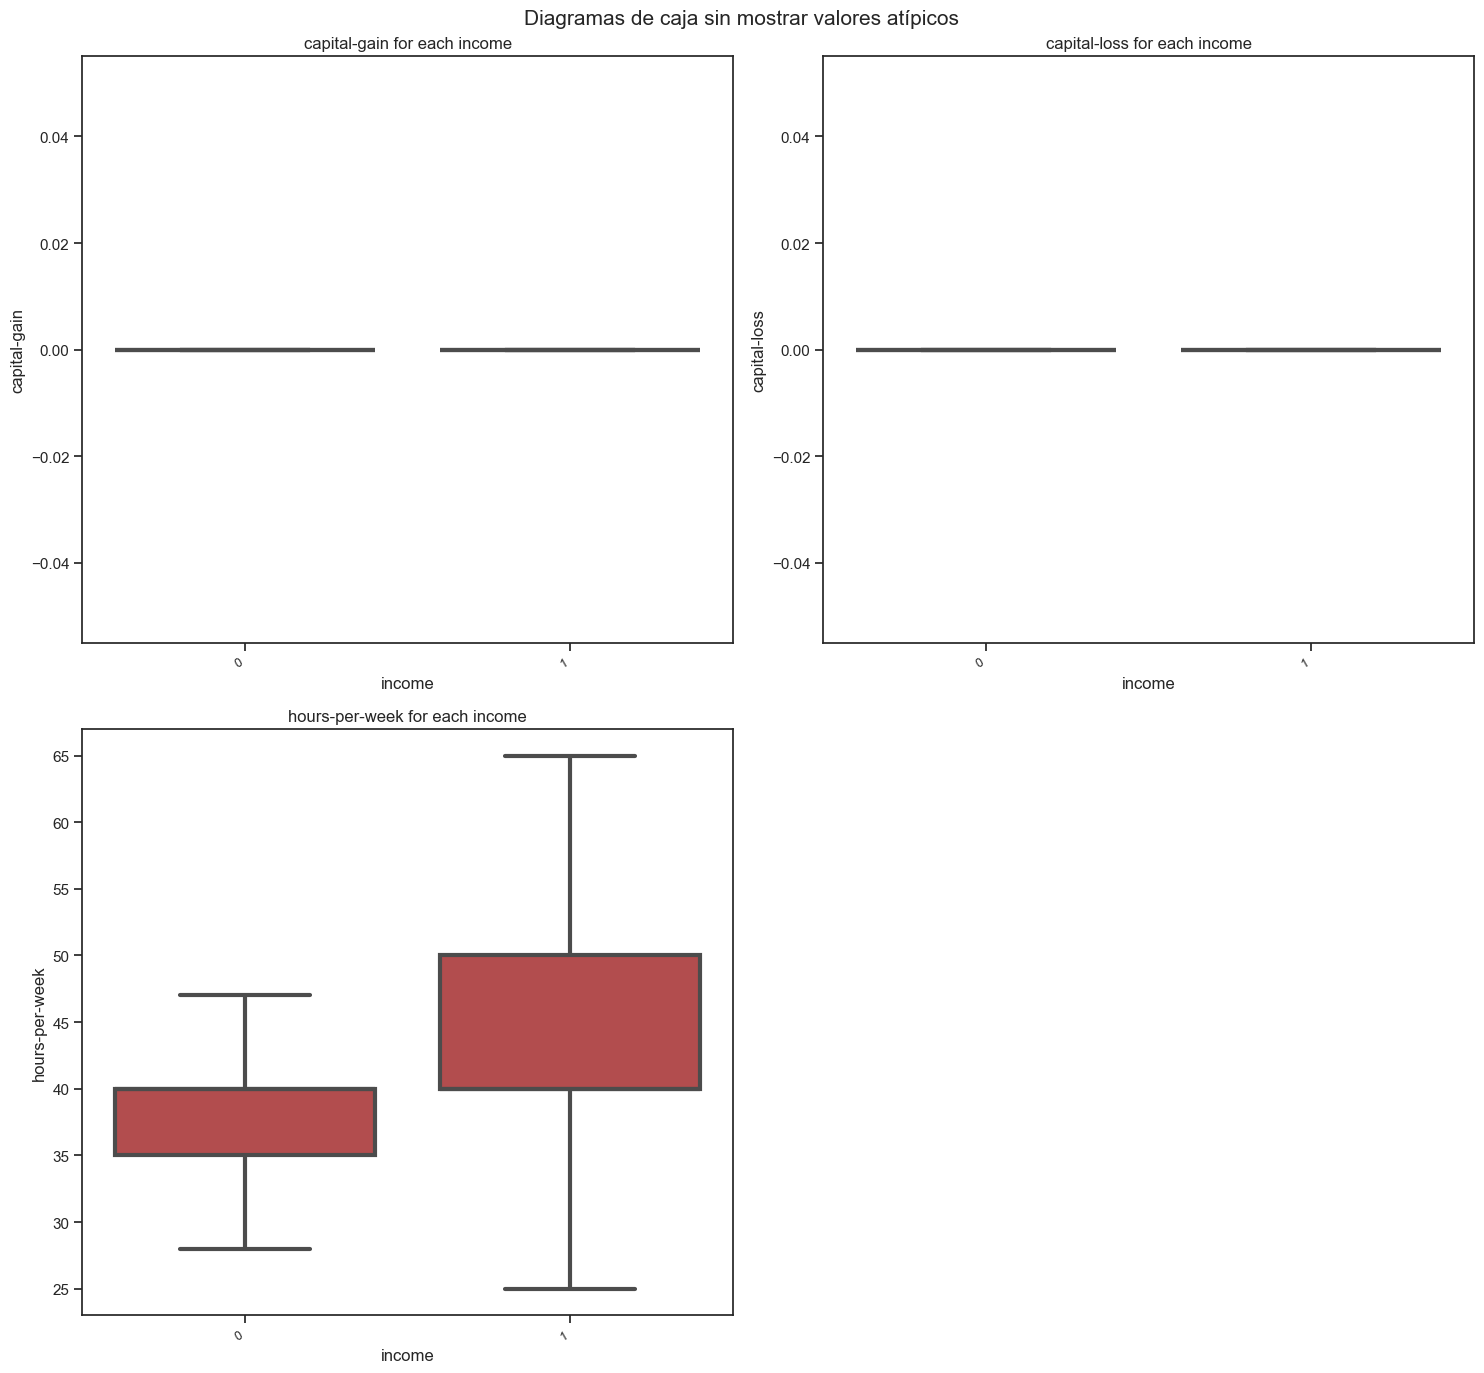 Diagramas de caja sin mostrar valores atípicos
capital-gain for each income
capital-gain
0.04
0.02
0.00
−0.02
−0.04
0
1
income
capital-loss for each income
capital-loss
0.04
0.02
0.00
−0.02
−0.04
0
1
income
hours-per-week for each income
hours-per-week
65
60
55
50
45
40
35
30
25
0
1
income